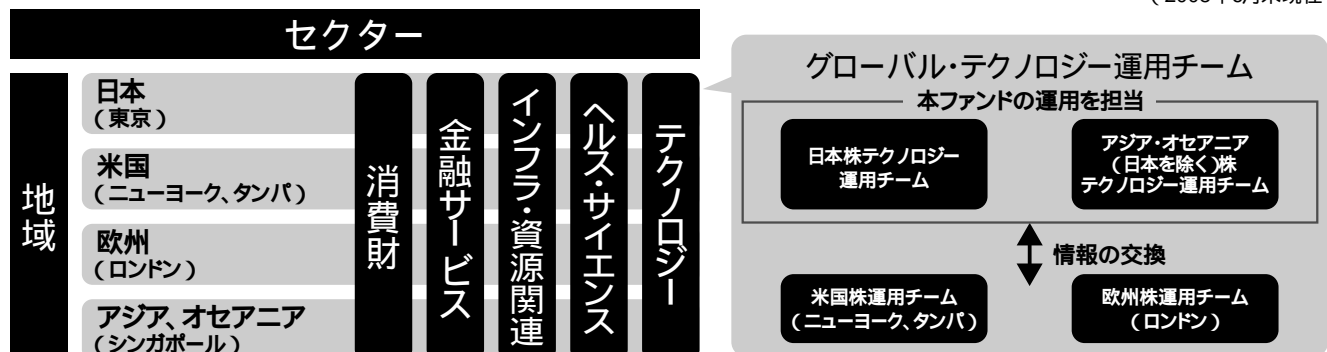 セクター
地域
日本
(東京)
米国
(ニューヨーク、タンパ)
欧州
(ロンドン)
アジア、オセアニア
(シンガポール)
消費財
金融サービス
インフラ・資源関連
ヘルス・サイエンス
テクノロジー
グローバル・テクノロジー運用チーム
本ファンドの運用を担当
日本株テクノロジー
運用チーム
アジア・オセアニア
(日本を除く)株
テクノロジー運用チーム
情報の交換
米国株運用チーム
(ニューヨーク、タンパ)
欧州株運用チーム
(ロンドン)